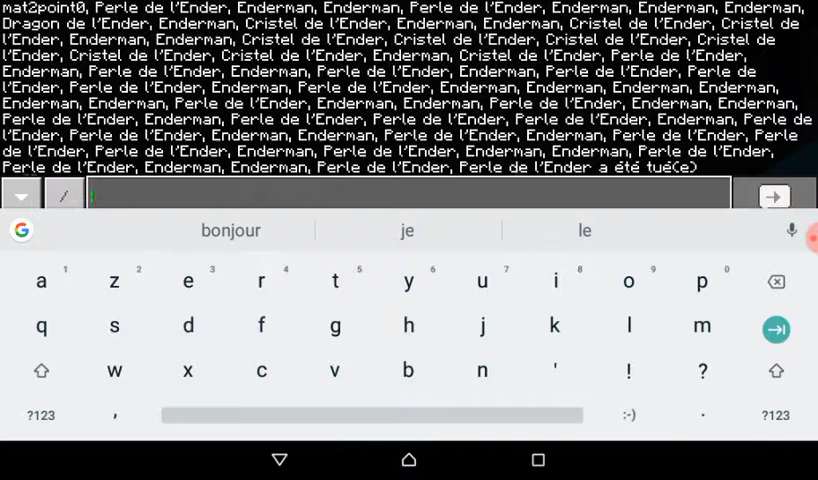 mat2point0, Perle de l'Ender, Enderman, Enderman, Perle de l'Ender, Enderman, Enderman,
Dragon de l'Ender, Enderman, Cristel de l'Ender, Enderman, Cristel de l'Ender, Cristel de
l'Ender, Enderman, Enderman, Cristel de l'Ender, Cristel de l'Ender, Cristel de l'Ender, Cristel de
l'Ender, Cristel de l'Ender, Cristel de l'Ender, Enderman, Cristel de l'Ender, Perle de l'Ender,
Enderman, Perle de l'Ender, Enderman, Perle de l'Ender, Enderman, Perle de l'Ender, Perle de
l'Ender, Perle de l'Ender, Enderman, Perle de l'Ender, Enderman, Enderman, Enderman, Enderman,
Enderman, Enderman, Perle de l'Ender, Enderman, Enderman, Perle de l'Ender, Enderman, Enderman,
Perle de l'Ender, Enderman, Perle de l'Ender, Perle de l'Ender, Perle de l'Ender, Enderman, Perle de
l'Ender, Perle de l'Ender, Enderman, Enderman, Perle de l'Ender, Enderman, Perle de l'Ender, Perle
de l'Ender, Perle de l'Ender, Enderman, Perle de l'Ender, Enderman, Enderman, Perle de l'Ender,
Perle de l'Ender, Enderman, Enderman, Perle de l'Ender, Perle de l'Ender a été tué(e)
/
G bonjour je le
a 1 z 2 e 3 r 4 t 5 y 6 u 7 i 8 o 9 p 0
q s d f g h j k l m
w x c v b n ' ! ?
?123 , :-) . ?123